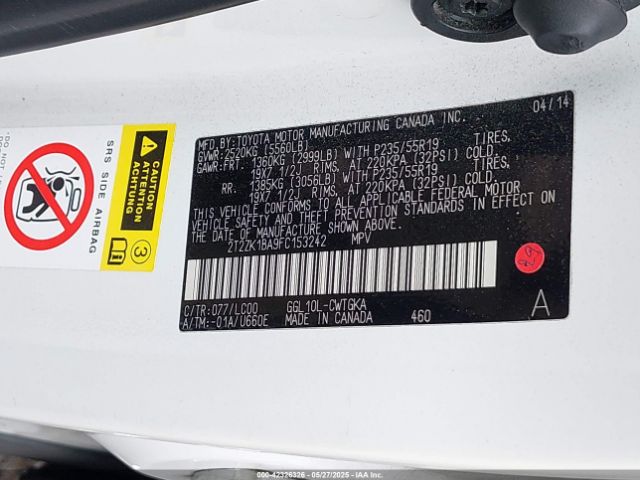 MFD. BY: TOYOTA MOTOR MANUFACTURING CANADA INC. 04/14
GVWR: 2520KG (5560LB)
GAWR: FRT. 1360KG (2999LB) WITH P235/55R19 TIRES,
19X7 1/2J RIMS, AT 220KPA (32PSI) COLD
RR. 1385KG (3056LB) WITH P235/55R19 TIRES,
19X7 1/2J RIMS, AT 220KPA (32PSI) COLD
THIS VEHICLE CONFORMS TO ALL APPLICABLE FEDERAL MOTOR
VEHICLE SAFETY AND THEFT PREVENTION STANDARDS IN EFFECT ON
THE DATE OF MANUFACTURE SHOWN ABOVE.
2T2ZK1BA9FC153242 MPV
C/TR: 077/LC00 GGL10L-CWTGKA A
A/TM: -01A/U660E MADE IN CANADA 460
29
CAUTION
ATTENTION
ACHTUNG
3
SRS SIDE AIRBAG
000-42326326 - 05/27/2025 - IAA Inc.